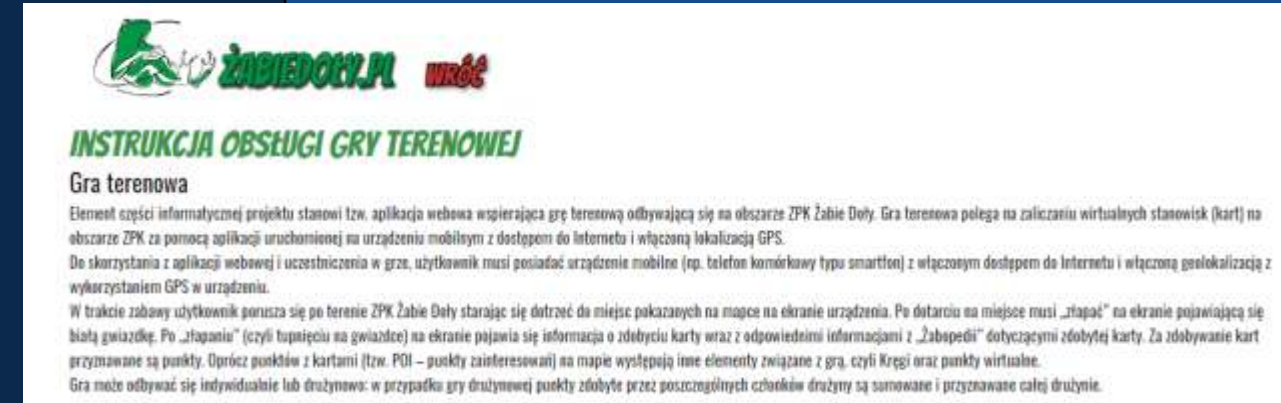 ŻABIEDOŁY.PL WRÓĆ
INSTRUKCJA OBSŁUGI GRY TERENOWEJ
Gra terenowa
Element części informatycznej projektu stanowi tzw. aplikacja webowa wspierająca grę terenową odbywającą się na obszarze ZPK Żabie Doły. Gra terenowa polega na zaliczaniu wirtualnych stanowisk (kart) na
obszarze ZPK za pomocą aplikacji uruchomionej na urządzeniu mobilnym z dostępem do Internetu i włączoną lokalizacją GPS.
Do skorzystania z aplikacji webowej i uczestniczenia w grze, użytkownik musi posiadać urządzenie mobilne (np. telefon komórkowy typu smartfon) z włączonym dostępem do Internetu i włączoną geolokalizacją z
wykorzystaniem GPS w urządzeniu.
W trakcie zabawy użytkownik porusza się po terenie ZPK Żabie Doły starając się dotrzeć do miejsc pokazanych na mapce na ekranie urządzenia. Po dotarciu na miejsce musi „złapać" na ekranie pojawiającą się
białą gwiazdkę. Po „złapaniu" (czyli tupnięciu na gwiazdce) na ekranie pojawia się informacja o zdobyciu karty wraz z odpowiednimi informacjami z „Żabopedii" dotyczącymi zdobytej karty. Za zdobywanie kart
przyznawane są punkty. Oprócz punktów z kartami (tzw. POI – punkty zainteresowań) na mapie występują inne elementy związane z grą, czyli Kręgi oraz punkty wirtualne.
Gra może odbywać się indywidualnie lub drużynowo: w przypadku gry drużynowej punkty zdobyte przez poszczególnych członków drużyny są sumowane i przyznawane całej drużynie.